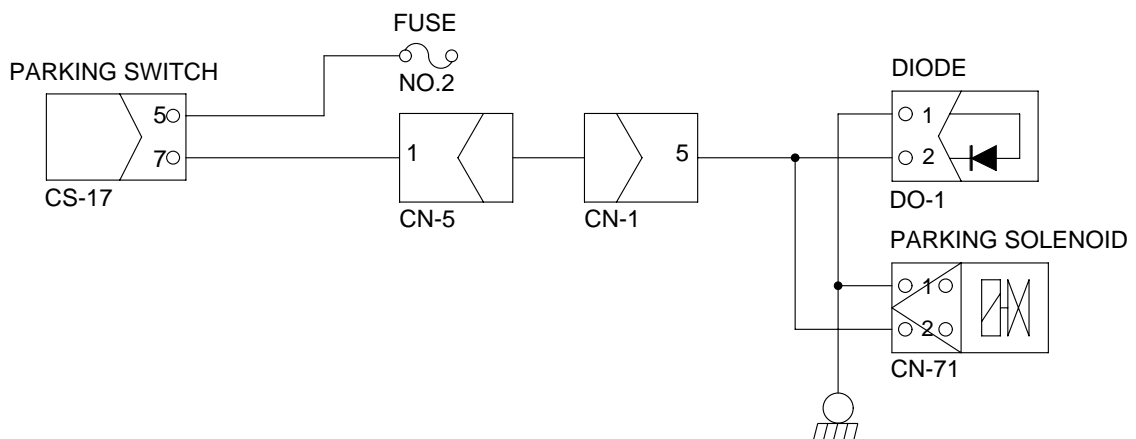 FUSE
NO.2
PARKING SWITCH
5
7
CS-17
1
CN-5
5
CN-1
DIODE
1
2
DO-1
PARKING SOLENOID
1
2
CN-71